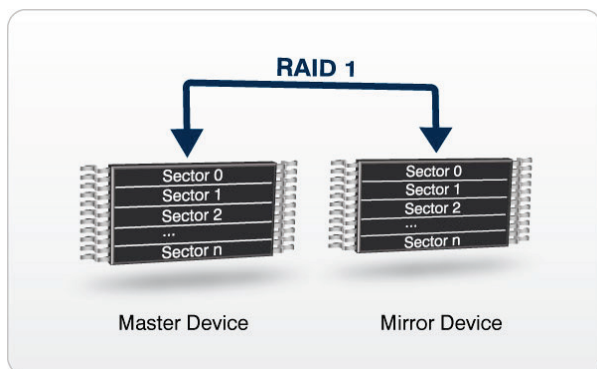 RAID 1
Sector 0
Sector 1
Sector 2
...
Sector n
Sector 0
Sector 1
Sector 2
...
Sector n
Master Device
Mirror Device